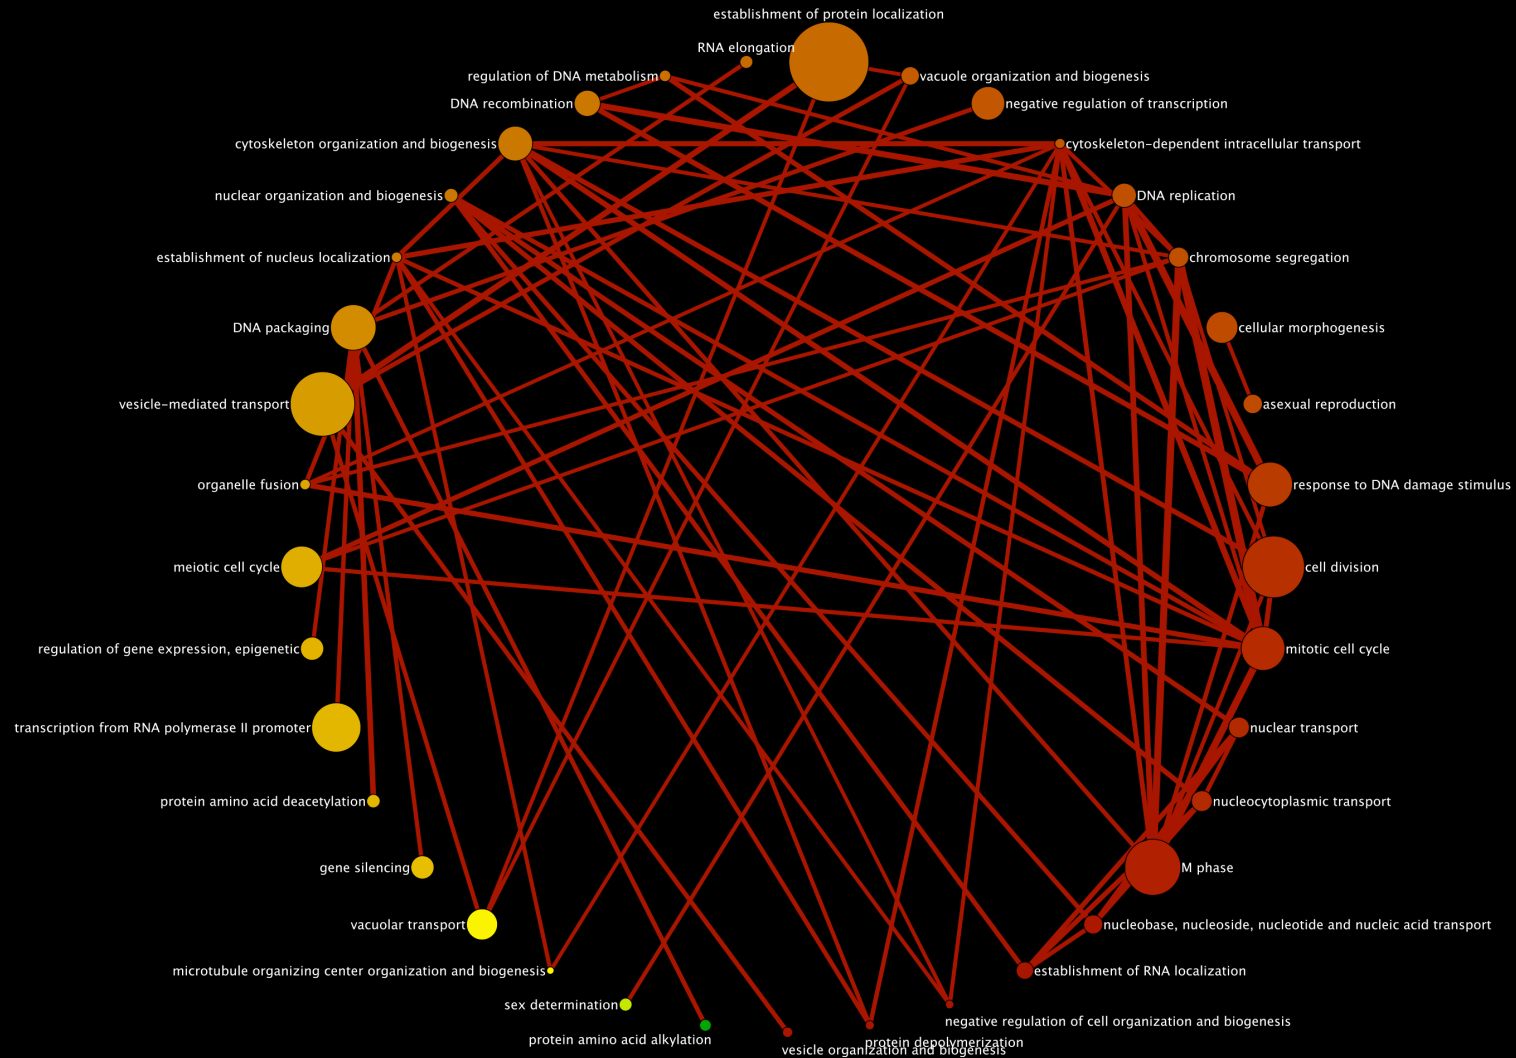 establishment of protein localization
RNA elongation
regulation of DNA metabolism
vacuole organization and biogenesis
DNA recombination
negative regulation of transcription
cytoskeleton organization and biogenesis
cytoskeleton-dependent intracellular transport
nuclear organization and biogenesis
DNA replication
establishment of nucleus localization
chromosome segregation
DNA packaging
cellular morphogenesis
vesicle-mediated transport
asexual reproduction
organelle fusion
response to DNA damage stimulus
meiotic cell cycle
cell division
regulation of gene expression, epigenetic
mitotic cell cycle
transcription from RNA polymerase II promoter
nuclear transport
protein amino acid deacetylation
nucleocytoplasmic transport
gene silencing
M phase
vacuolar transport
nucleobase, nucleoside, nucleotide and nucleic acid transport
microtubule organizing center organization and biogenesis
establishment of RNA localization
sex determination
negative regulation of cell organization and biogenesis
protein amino acid alkylation
protein depolymerization
vesicle organization and biogenesis